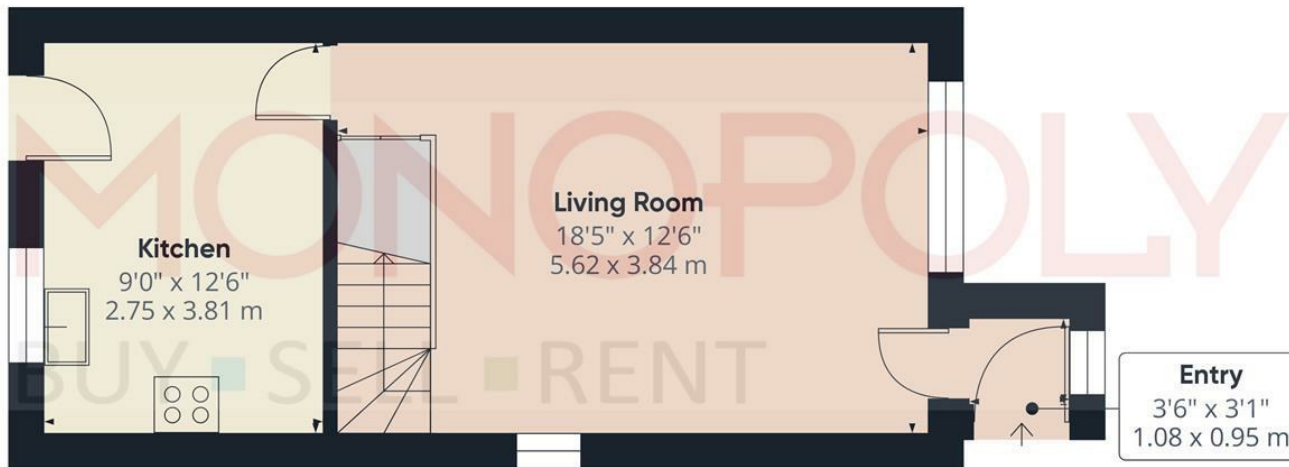 MONOPOLY
BUY SELL RENT
Kitchen
9'0" x 12'6"
2.75 x 3.81 m
Living Room
18'5" x 12'6"
5.62 x 3.84 m
Entry
3'6" x 3'1"
1.08 x 0.95 m